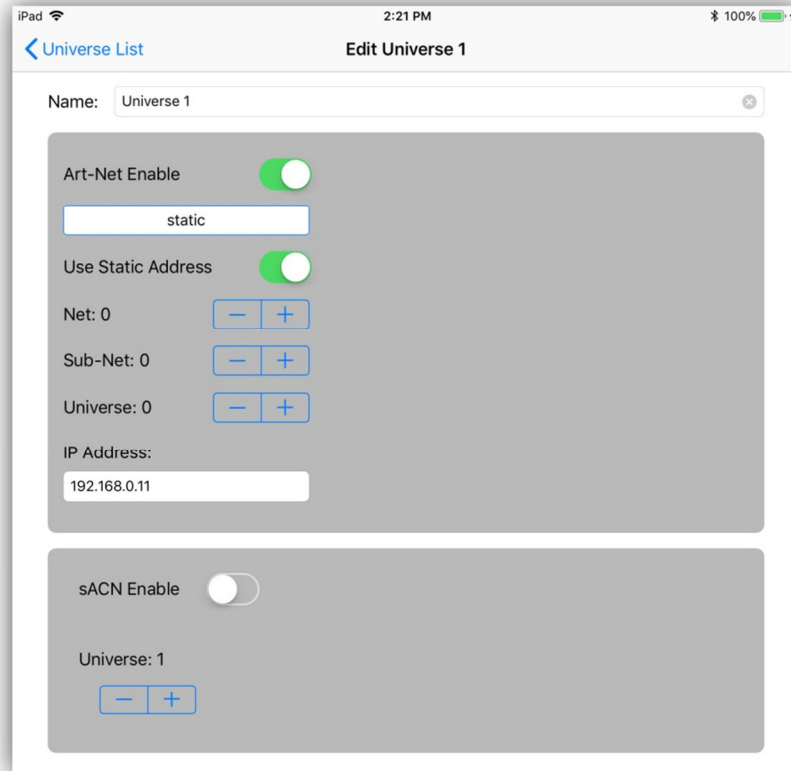 iPad 2:21 PM 100%
Universe List Edit Universe 1
Name: Universe 1
Art-Net Enable
static
Use Static Address
Net: 0 − +
Sub-Net: 0 − +
Universe: 0 − +
IP Address:
192.168.0.11
sACN Enable
Universe: 1
− +